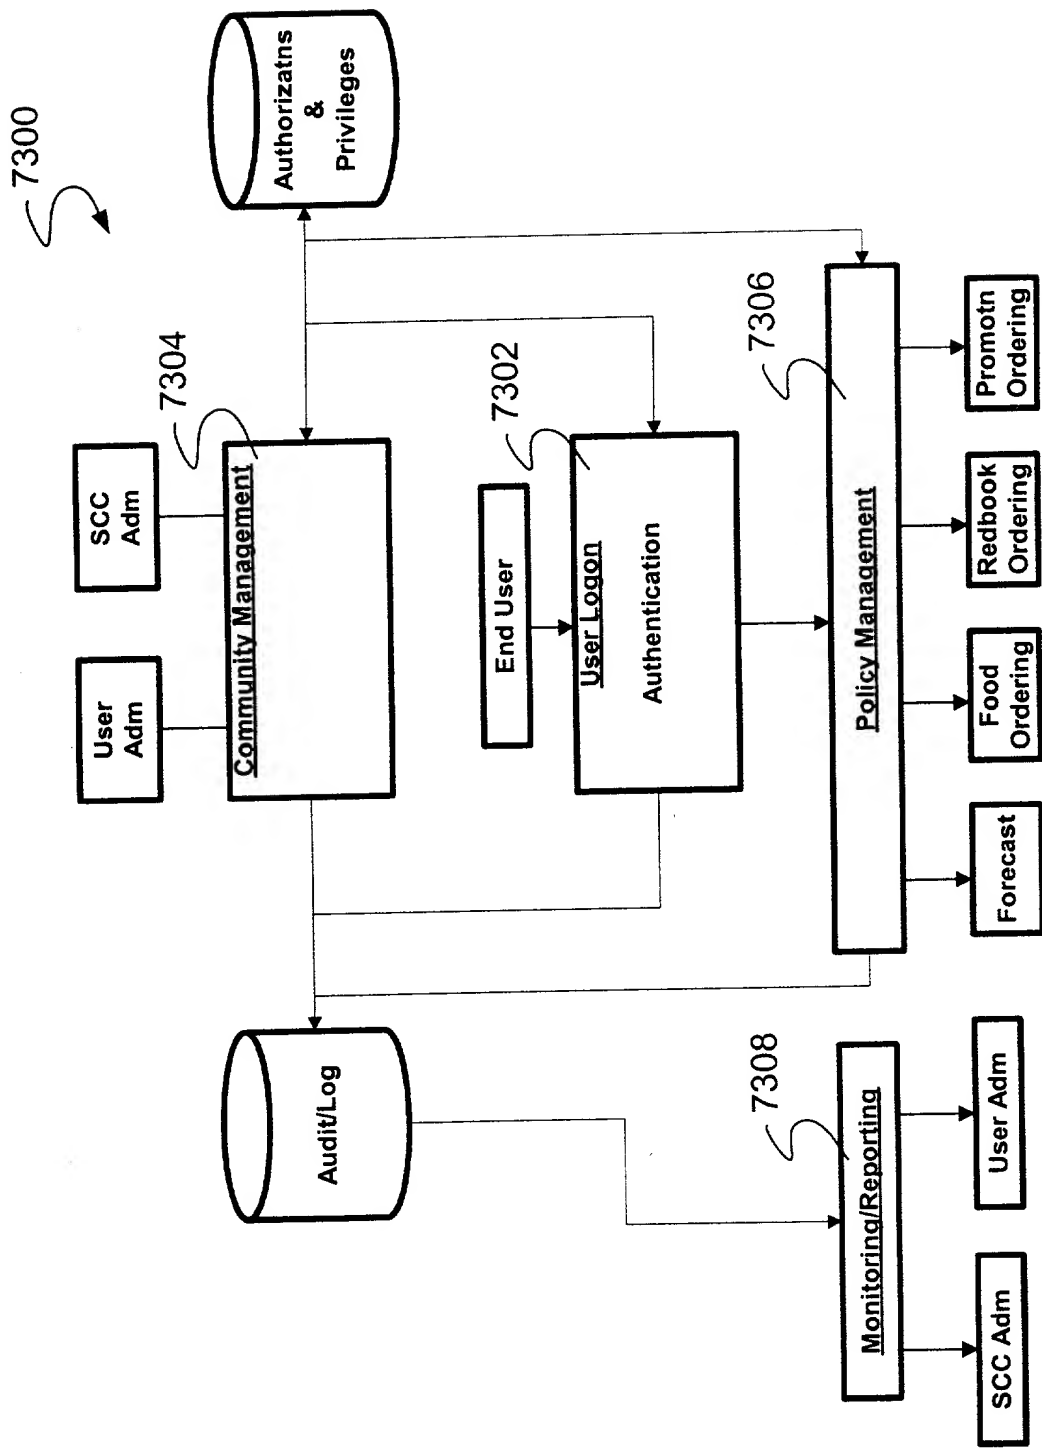 7300
User
Adm
SCC
Adm
7304
Community Management
Audit/Log
Authorizatns
&
Privileges
End User
7302
User Logon
Authentication
7308
Monitoring/Reporting
7306
Policy Management
SCC Adm
User Adm
Forecast
Food
Ordering
Redbook
Ordering
Promotn
Ordering